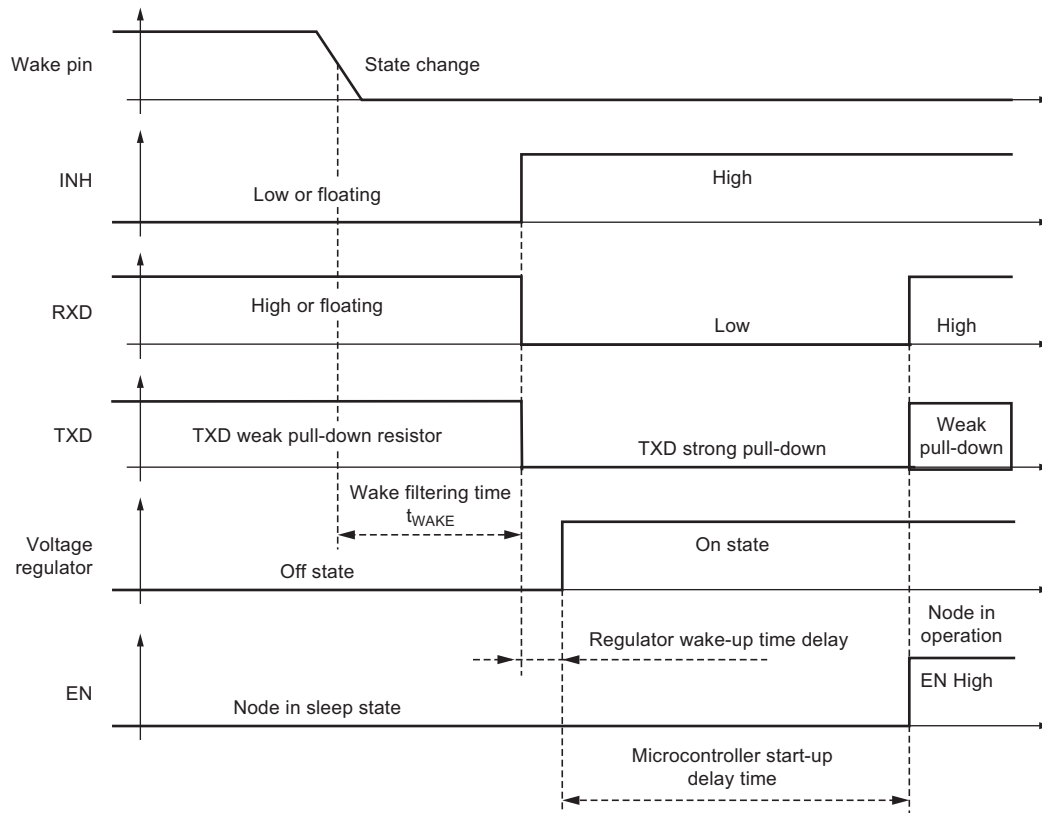 Wake pin
State change
INH
Low or floating
High
RXD
High or floating
Low
High
TXD
TXD weak pull-down resistor
TXD strong pull-down
Weak
pull-down
Wake filtering time
tWAKE
Voltage
regulator
Off state
On state
Regulator wake-up time delay
Node in
operation
EN
Node in sleep state
EN High
Microcontroller start-up
delay time